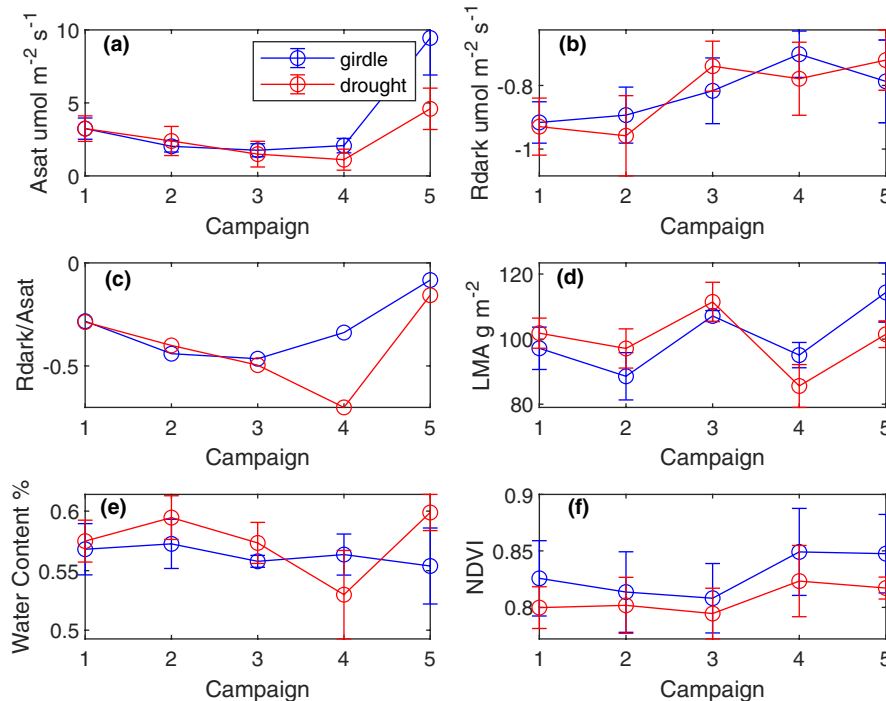 (a)
10
5
0
Asat umol m⁻² s⁻¹
girdle
drought
1 2 3 4 5
Campaign
(b)
-0.8
-1
Rdark umol m⁻² s⁻¹
1 2 3 4 5
Campaign
(c)
0
-0.5
Rdark/Asat
1 2 3 4 5
Campaign
(d)
120
100
80
LMA g m⁻²
1 2 3 4 5
Campaign
(e)
0.6
0.55
0.5
Water Content %
1 2 3 4 5
Campaign
(f)
0.9
0.85
0.8
NDVI
1 2 3 4 5
Campaign